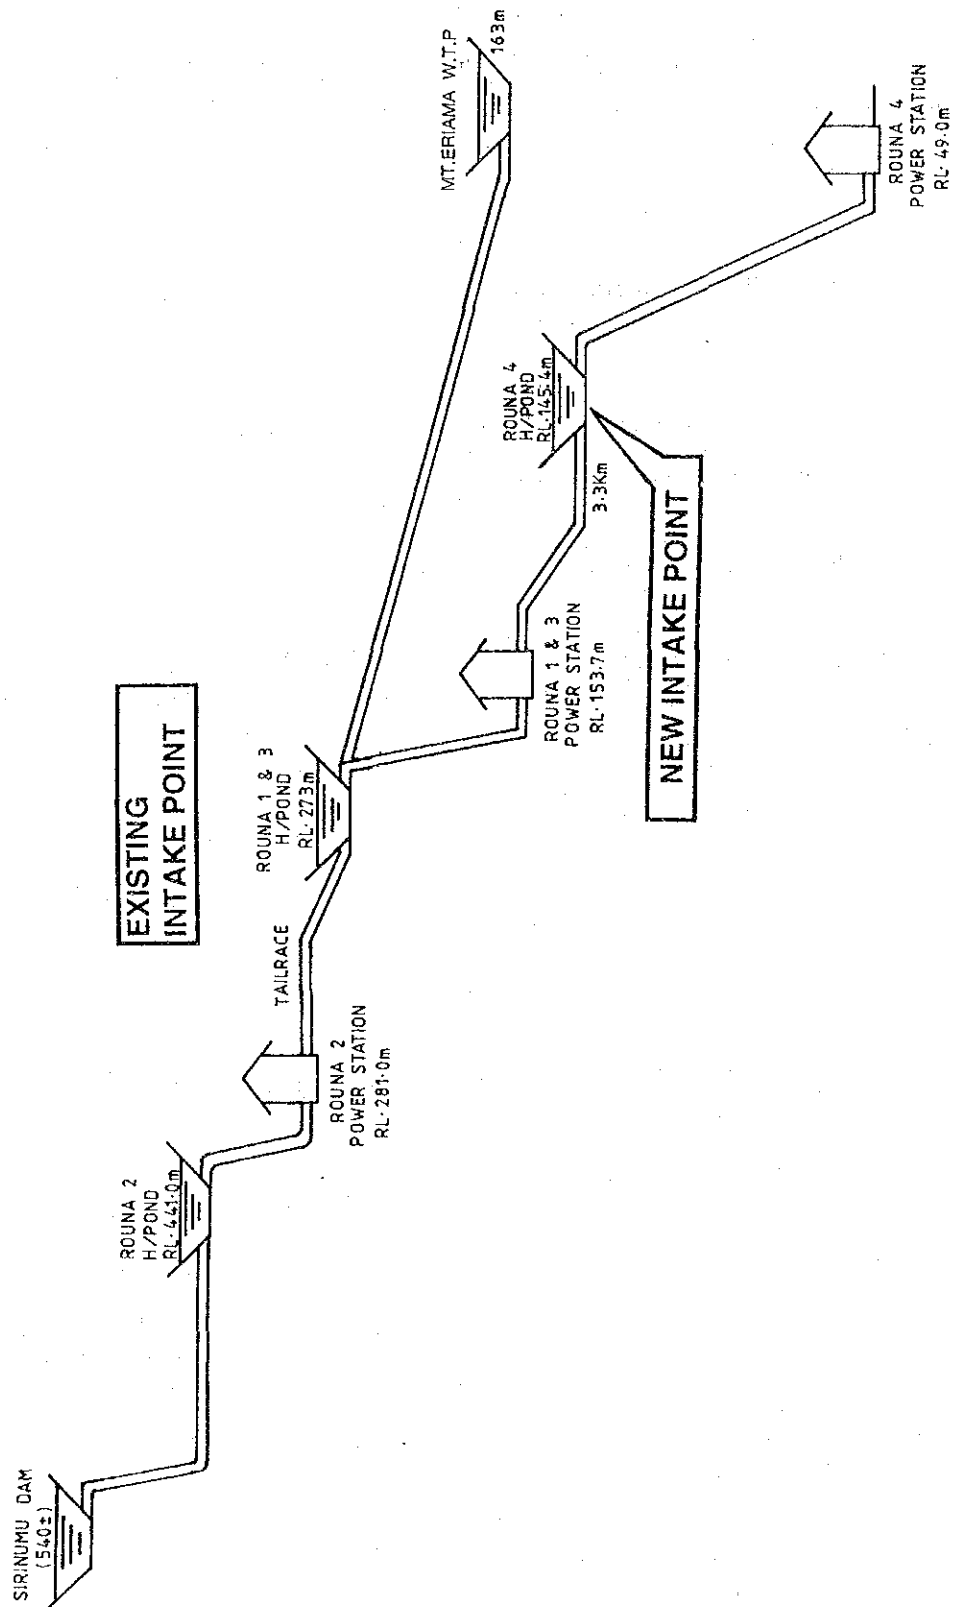 SIRINUMU DAM
(540±)
ROUNA 2
H/POND
RL·441·0m
ROUNA 2
POWER STATION
RL·281·0m
TAILRACE
EXISTING
INTAKE POINT
ROUNA 1 & 3
H/POND
RL·273m
ROUNA 1 & 3
POWER STATION
RL·153·7m
3·3Km
NEW INTAKE POINT
ROUNA 4
H/POND
RL·145·4m
MT.ERIAMA W.T.P
163m
ROUNA 4
POWER STATION
RL·49·0m